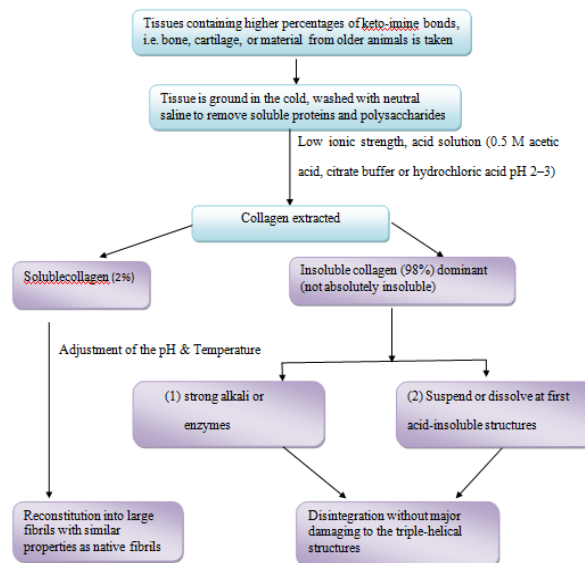 Tissues containing higher percentages of keto-imine bonds,
i.e. bone, cartilage, or material from older animals is taken
Tissue is ground in the cold, washed with neutral
saline to remove soluble proteins and polysaccharides
Low ionic strength, acid solution (0.5 M acetic
acid, citrate buffer or hydrochloric acid pH 2–3)
Collagen extracted
Solublecollagen (2%)
Insoluble collagen (98%) dominant
(not absolutely insoluble)
Adjustment of the pH & Temperature
(1) strong alkali or
enzymes
(2) Suspend or dissolve at first
acid-insoluble structures
Reconstitution into large
fibrils with similar
properties as native fibrils
Disintegration without major
damaging to the triple-helical
structures